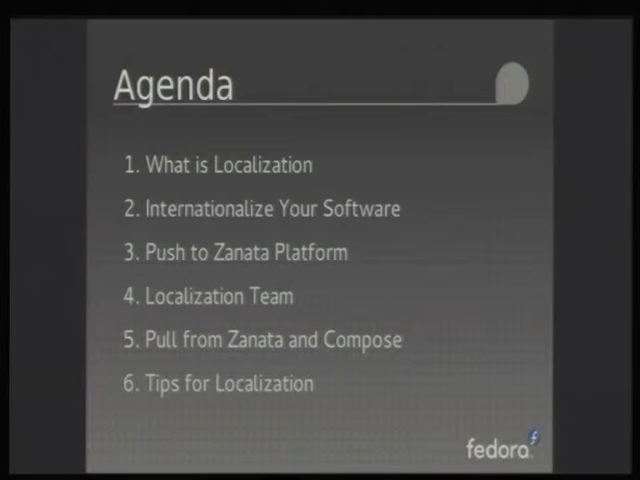 Agenda
1. What is Localization
2. Internationalize Your Software
3. Push to Zanata Platform
4. Localization Team
5. Pull from Zanata and Compose
6. Tips for Localization
fedora